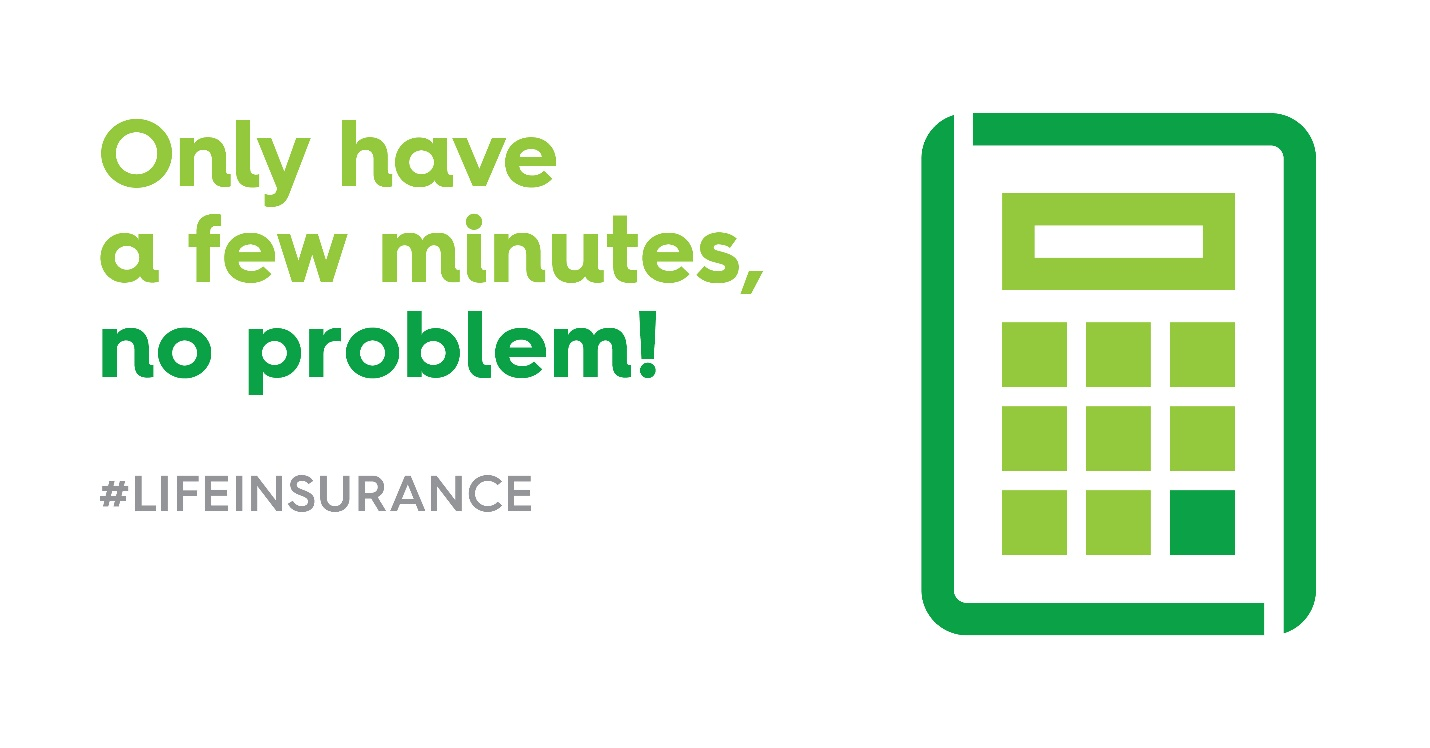 Only have
a few minutes,
no problem!
#LIFEINSURANCE